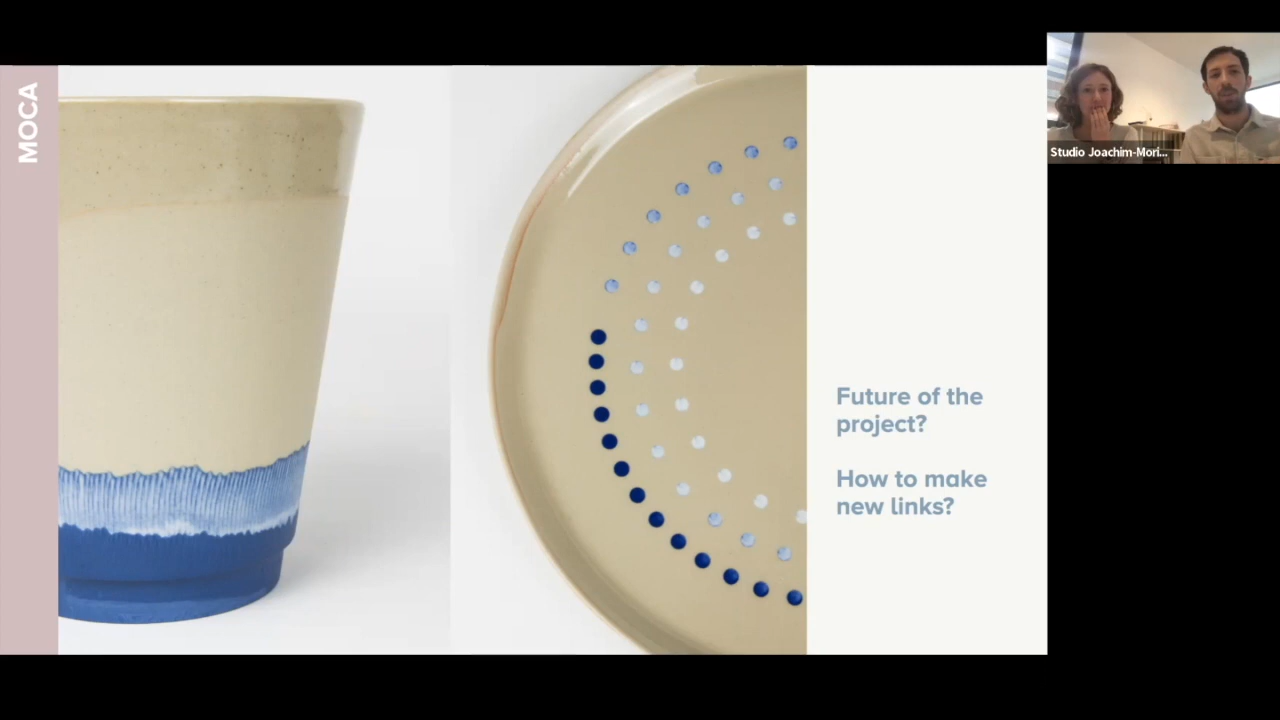 MOCA
Studio Joachim-Mori...
Future of the
project?
How to make
new links?